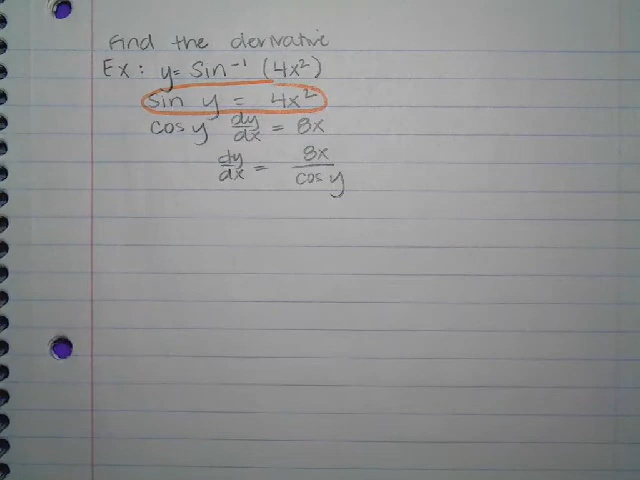 Find the derivative
Ex: y= sin⁻¹ (4x²)
sin y = 4x²
cos y dy/dx = 8x
dy/dx = 8x/cos y